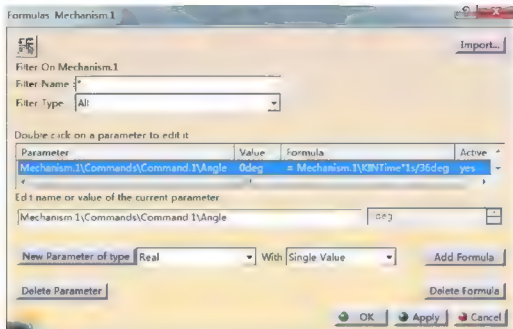 Formulas Mechanism.1
Import...
Filter On Mechanism.1
Filter Name : *
Filter Type All
Double click on a parameter to edit it
Parameter Value Formula Active
Mechanism.1\Commands\Command.1\Angle 0deg = Mechanism.1\KINTime*1s/36deg yes
Edit name or value of the current parameter
Mechanism.1\Commands\Command.1\Angle 0deg
New Parameter of type Real With Single Value Add Formula
Delete Parameter Delete Formula
OK Apply Cancel